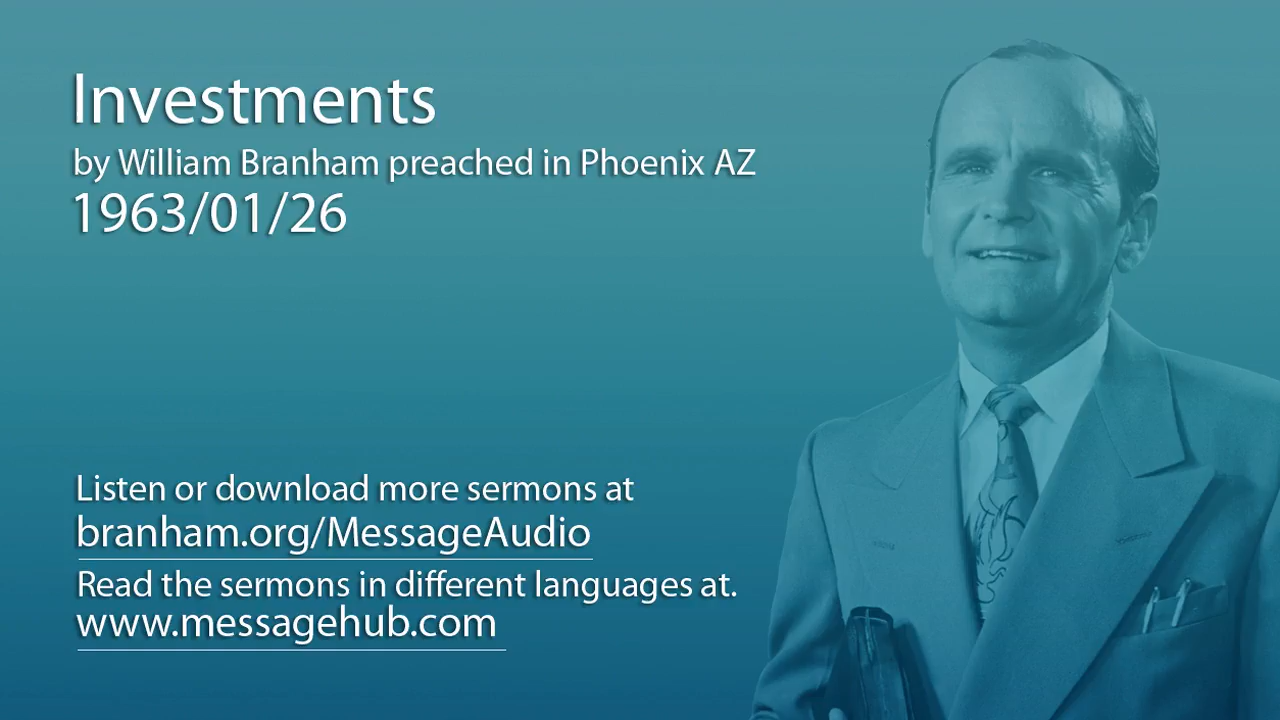 Investments
by William Branham preached in Phoenix AZ
1963/01/26
Listen or download more sermons at
branham.org/MessageAudio
Read the sermons in different languages at.
www.messagehub.com